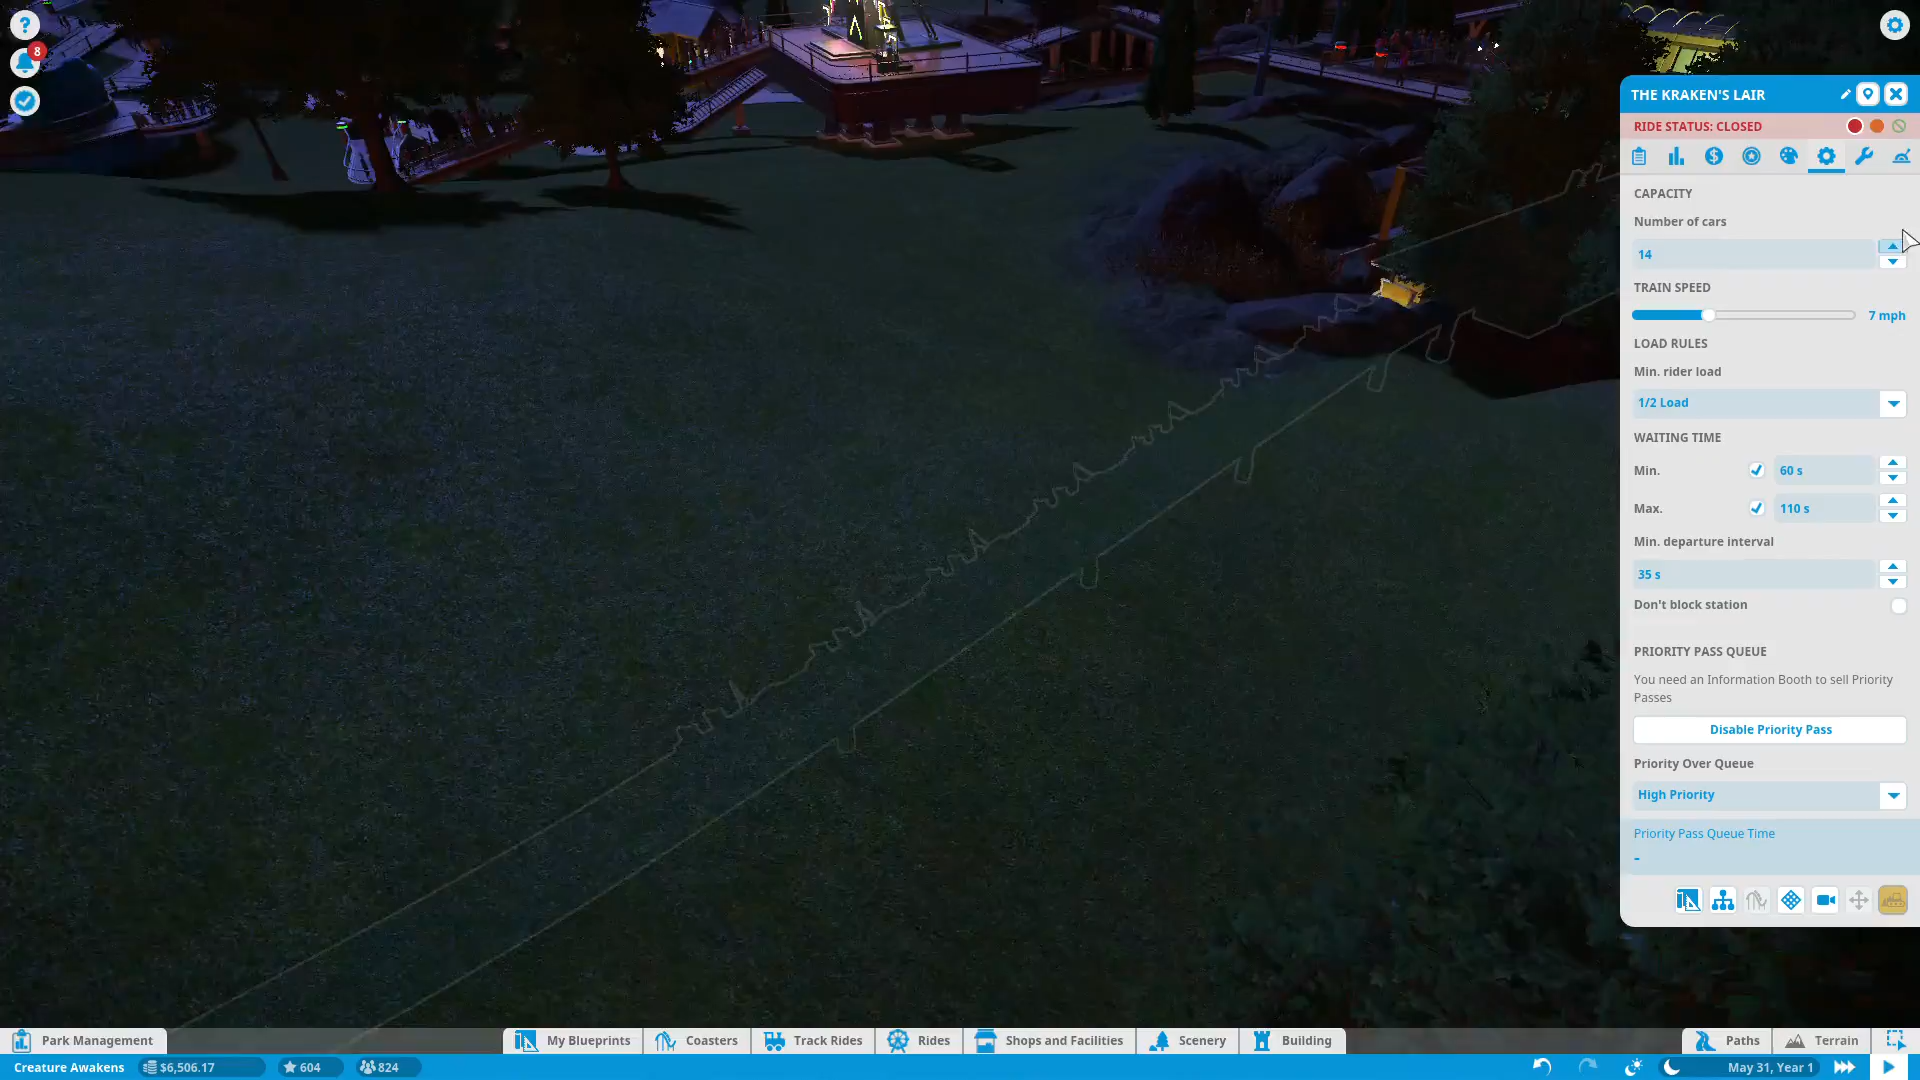 8
THE KRAKEN'S LAIR
RIDE STATUS: CLOSED
CAPACITY
Number of cars
14
TRAIN SPEED
7 mph
LOAD RULES
Min. rider load
1/2 Load
WAITING TIME
Min.
60 s
Max.
110 s
Min. departure interval
35 s
Don't block station
PRIORITY PASS QUEUE
You need an Information Booth to sell Priority
Passes
Disable Priority Pass
Priority Over Queue
High Priority
Priority Pass Queue Time
-
Park Management
My Blueprints
Coasters
Track Rides
Rides
Shops and Facilities
Scenery
Building
Paths
Terrain
Creature Awakens
$6,506.17
604
824
May 31, Year 1